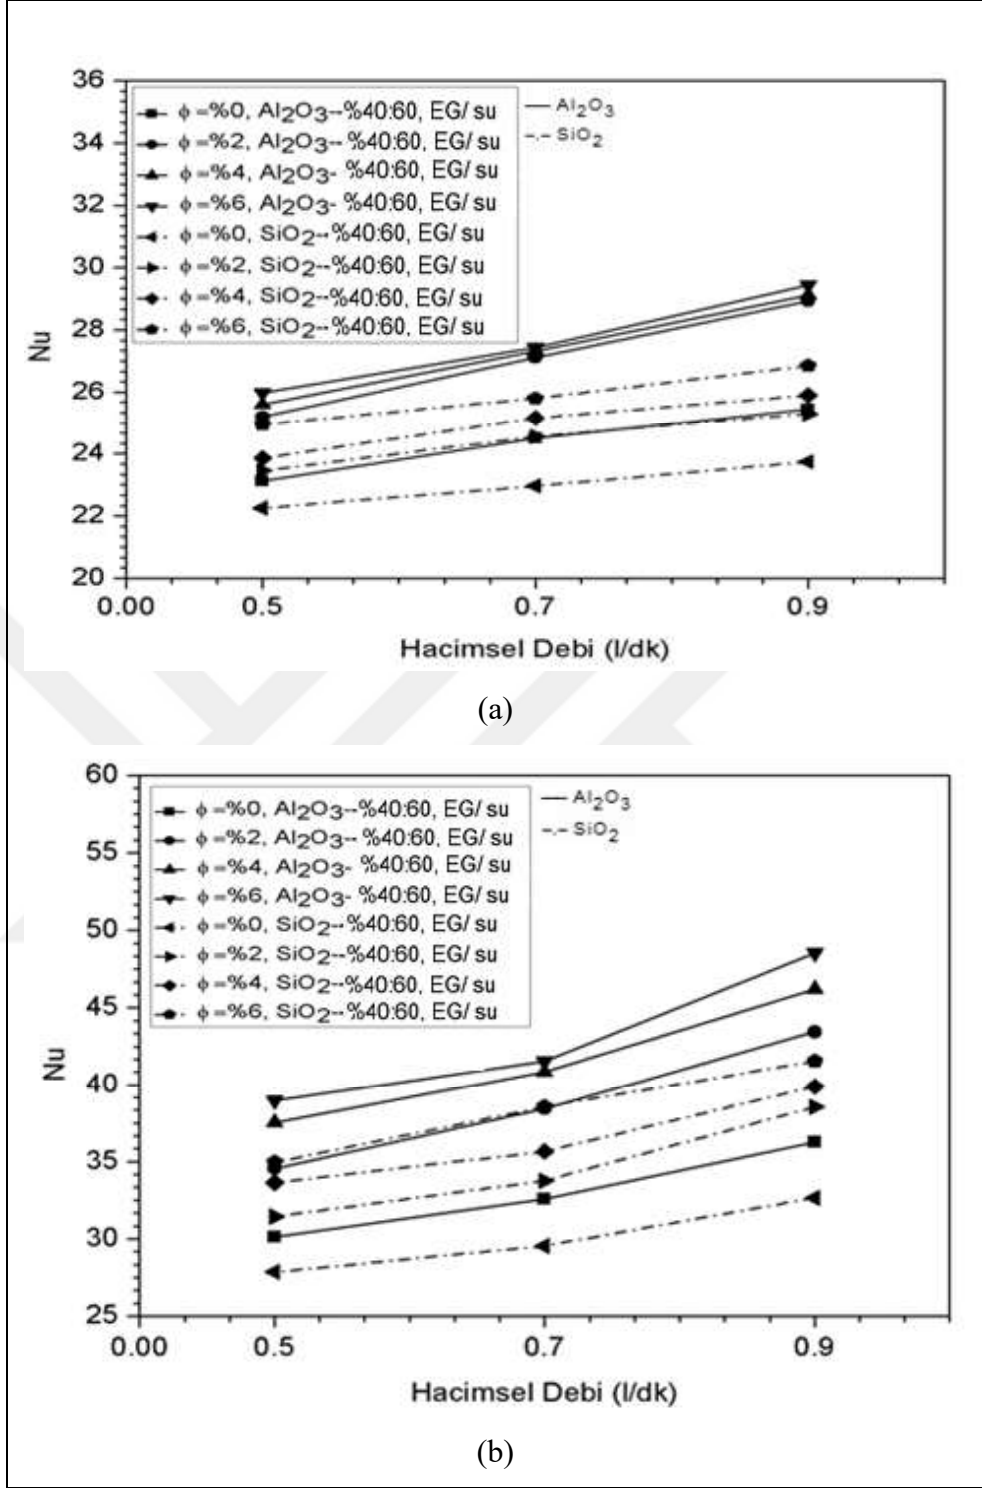 36
34
32
30
28
26
24
22
20
Nu
ϕ=%0, Al₂O₃--%40:60, EG/ su
ϕ=%2, Al₂O₃-- %40:60, EG/ su
ϕ=%4, Al₂O₃- %40:60, EG/ su
ϕ=%6, Al₂O₃- %40:60, EG/ su
ϕ=%0, SiO₂--%40:60, EG/ su
ϕ=%2, SiO₂--%40:60, EG/ su
ϕ=%4, SiO₂--%40:60, EG/ su
ϕ=%6, SiO₂--%40:60, EG/ su
Al₂O₃
SiO₂
0.00 0.5 0.7 0.9
Hacimsel Debi (l/dk)
(a)
60
55
50
45
40
35
30
25
Nu
ϕ=%0, Al₂O₃--%40:60, EG/ su
ϕ=%2, Al₂O₃-- %40:60, EG/ su
ϕ=%4, Al₂O₃- %40:60, EG/ su
ϕ=%6, Al₂O₃- %40:60, EG/ su
ϕ=%0, SiO₂--%40:60, EG/ su
ϕ=%2, SiO₂--%40:60, EG/ su
ϕ=%4, SiO₂--%40:60, EG/ su
ϕ=%6, SiO₂--%40:60, EG/ su
Al₂O₃
SiO₂
0.00 0.5 0.7 0.9
Hacimsel Debi (l/dk)
(b)